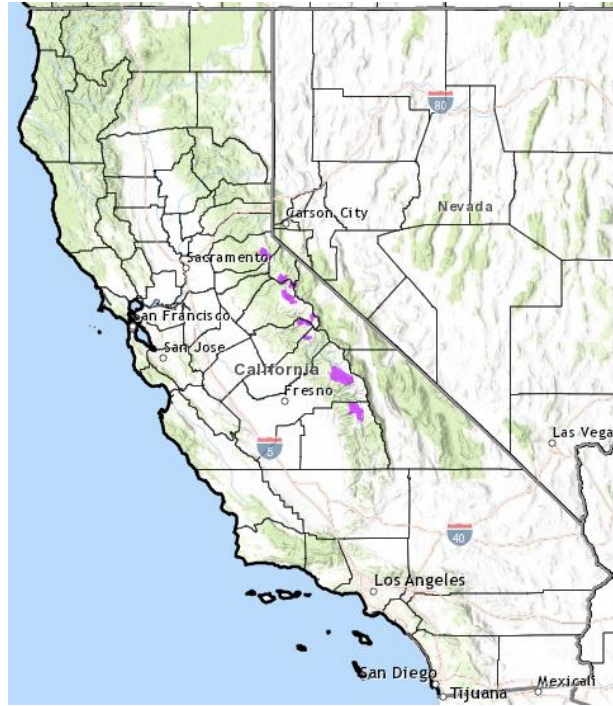 80
Carson City
Nevada
Sacramento
San Francisco
San Jose
California
Fresno
5
Las Vega
40
Los Angeles
San Diego
Tijuana
Mexicali